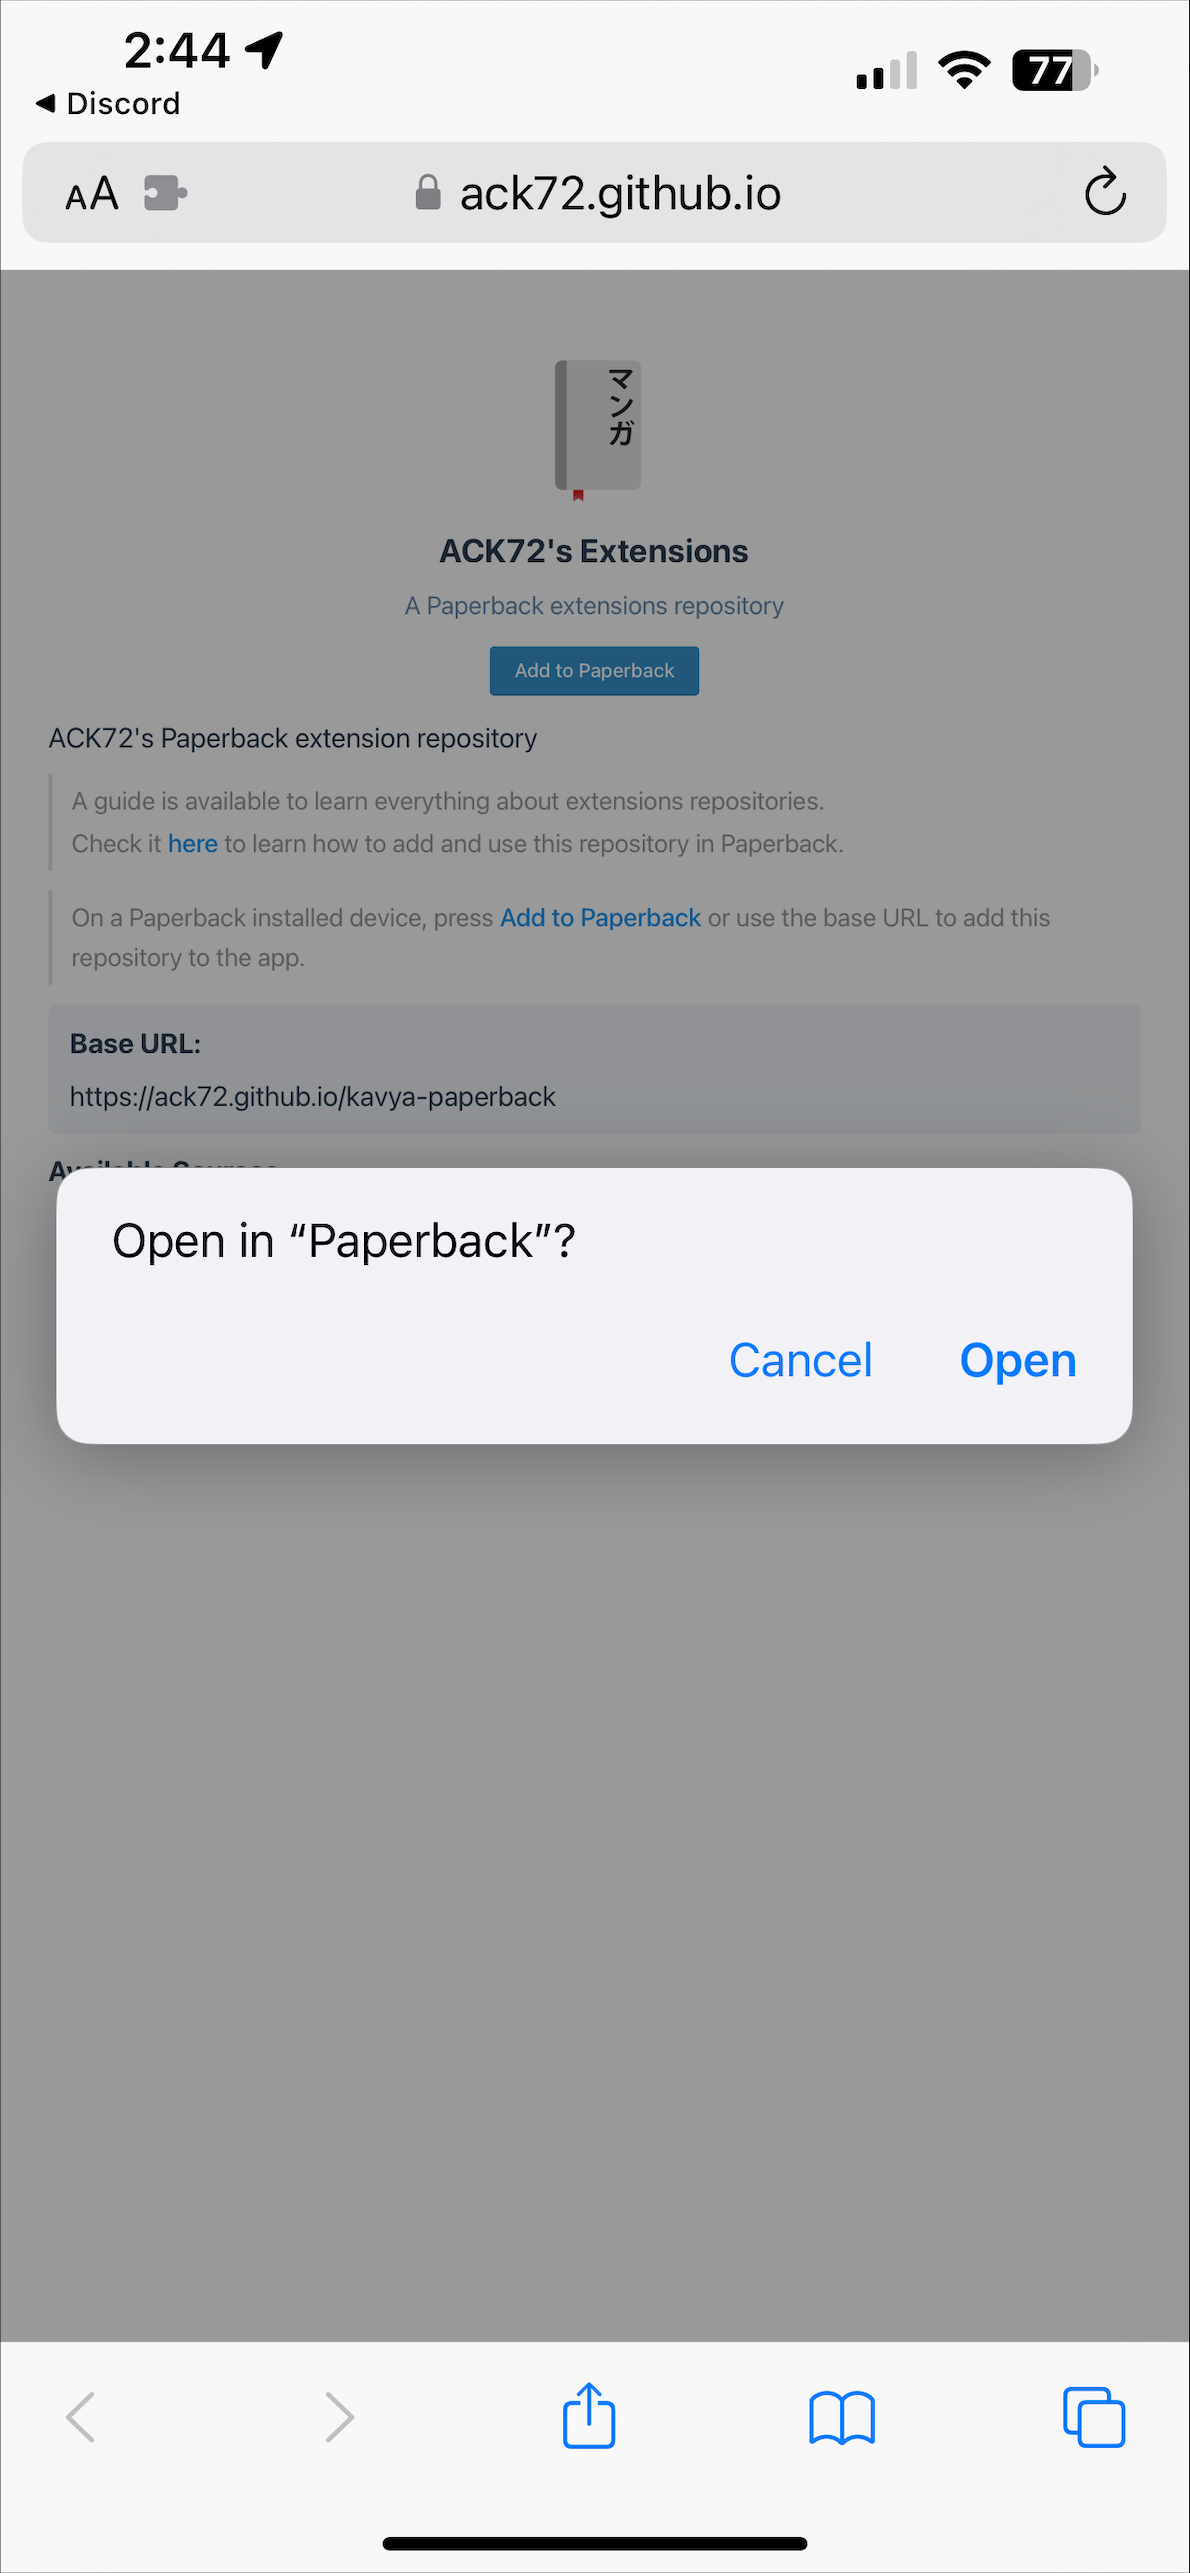 2:44
77
Discord
AA
ack72.github.io
マンガ
ACK72's Extensions
A Paperback extensions repository
Add to Paperback
ACK72's Paperback extension repository
A guide is available to learn everything about extensions repositories.
Check it here to learn how to add and use this repository in Paperback.
On a Paperback installed device, press Add to Paperback or use the base URL to add this
repository to the app.
Base URL:
https://ack72.github.io/kavya-paperback
Available Sources
Open in “Paperback”?
Cancel
Open